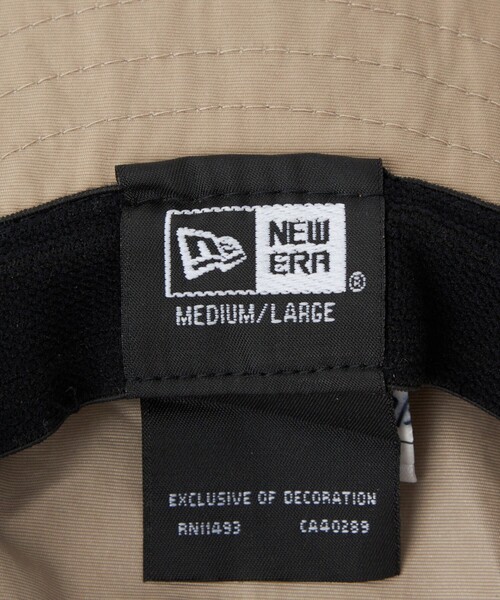 NEW
ERA
®
MEDIUM/LARGE
EXCLUSIVE OF DECORATION
RN11493 CA40289